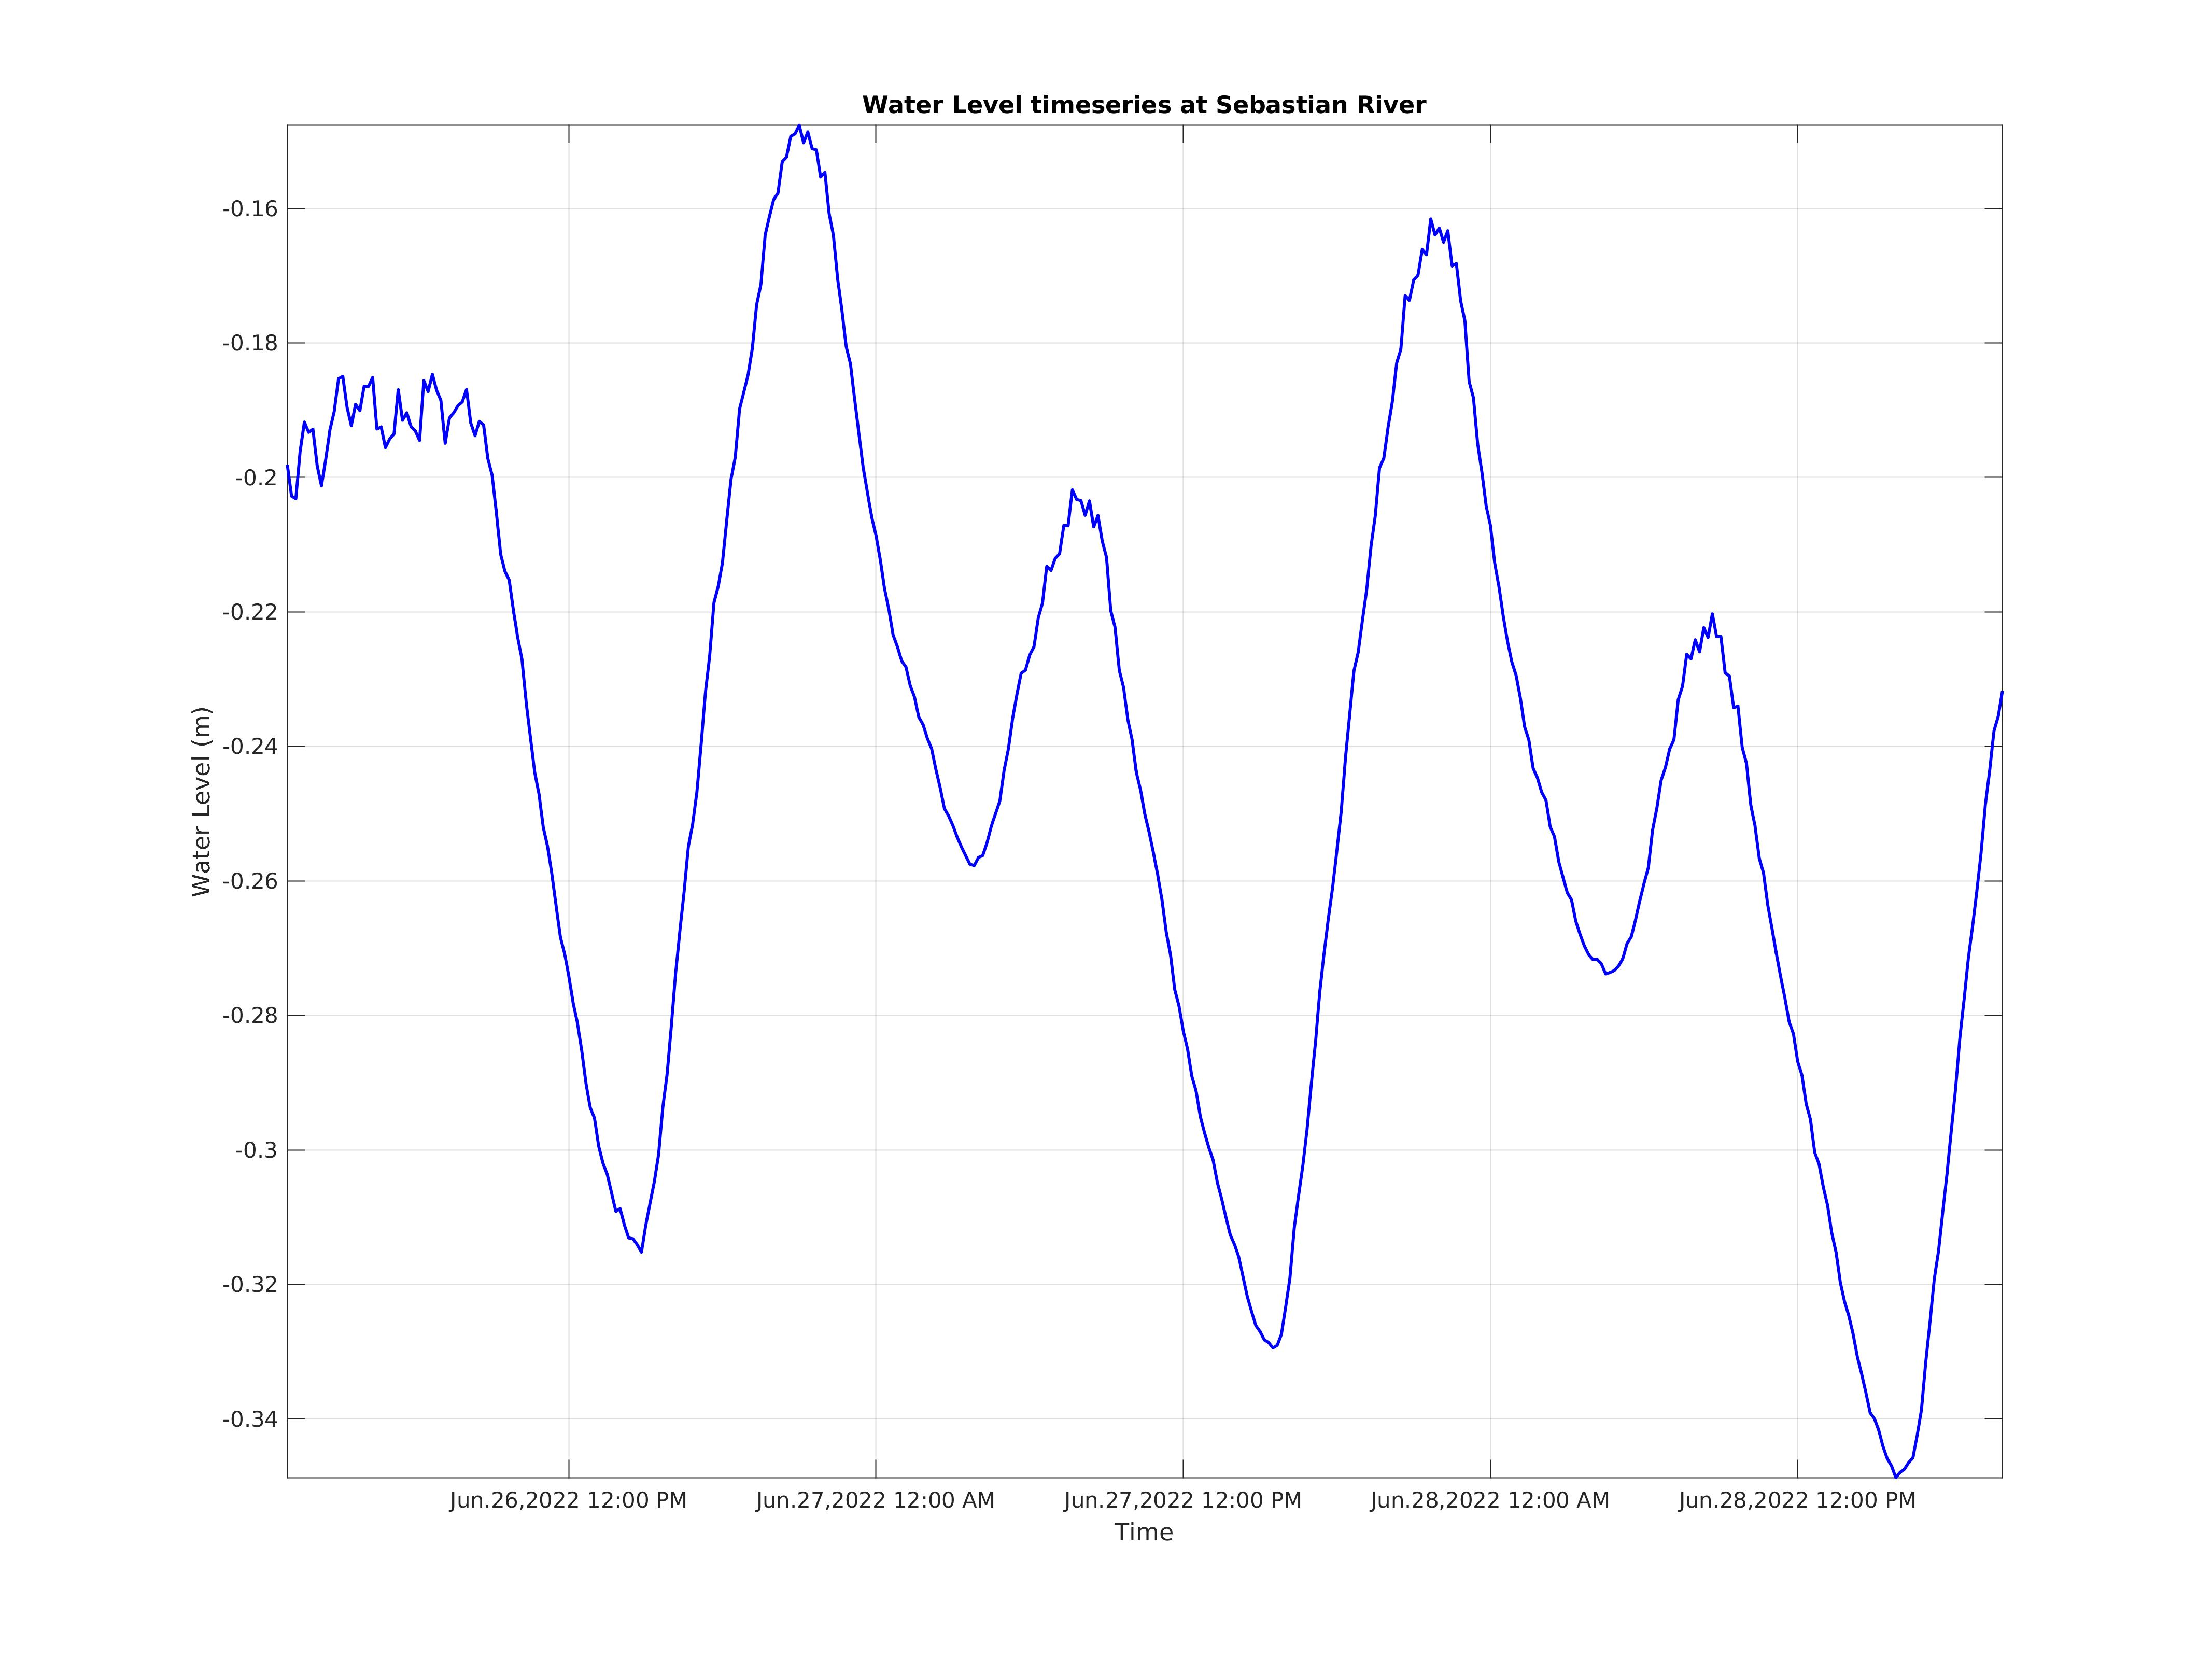 Water Level timeseries at Sebastian River
-0.16
-0.18
-0.2
-0.22
-0.24
-0.26
-0.28
-0.3
-0.32
-0.34
Water Level (m)
Jun.26,2022 12:00 PM
Jun.27,2022 12:00 AM
Jun.27,2022 12:00 PM
Jun.28,2022 12:00 AM
Jun.28,2022 12:00 PM
Time